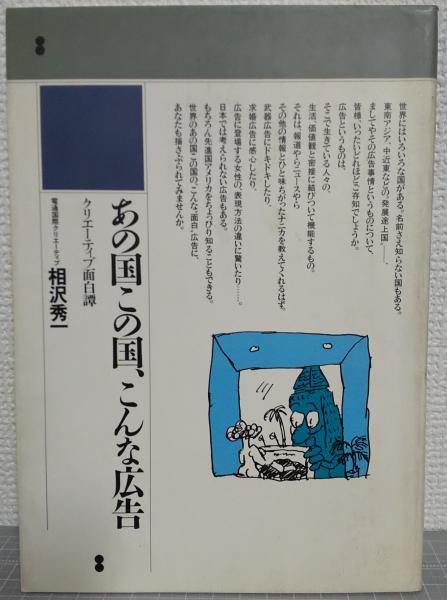 世界にはいろいろな国がある。名前さえ知らない国もある。
東南アジア、中近東などの〝発展途上国〟――、
ましてやその広告事情というものについて、
皆様、いったいどれほどご存知でしょうか。
広告というものは、
そこで生きている人々の、
生活、価値観と密接に結びついて機能するもの。
それは、報道やらニュースやら
その他の情報とひと味ちがったナニカを教えてくれるはず。
武器広告にドキドキしたり、
求婚広告に感心したり、
広告に登場する女性の、表現方法の違いに驚いたり……。
日本では考えられない広告もある。
もちろん先進国アメリカをちょっぴり知ることもできる。
世界のあの国この国の、こんな〝面白〟広告に、
あなたも揺さぶられてみませんか。
あの国この国、こんな広告
クリエーティブ面白譚
電通国際クリエーティブ 相沢秀一